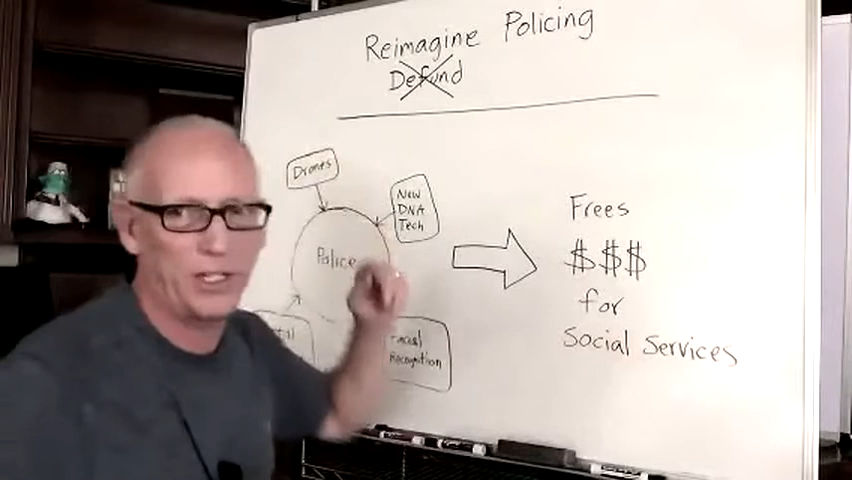 Reimagine Policing
Defund
Drones
New
DNA
Tech
Police
Facial
Recognition
Frees
$$$
for
Social Services